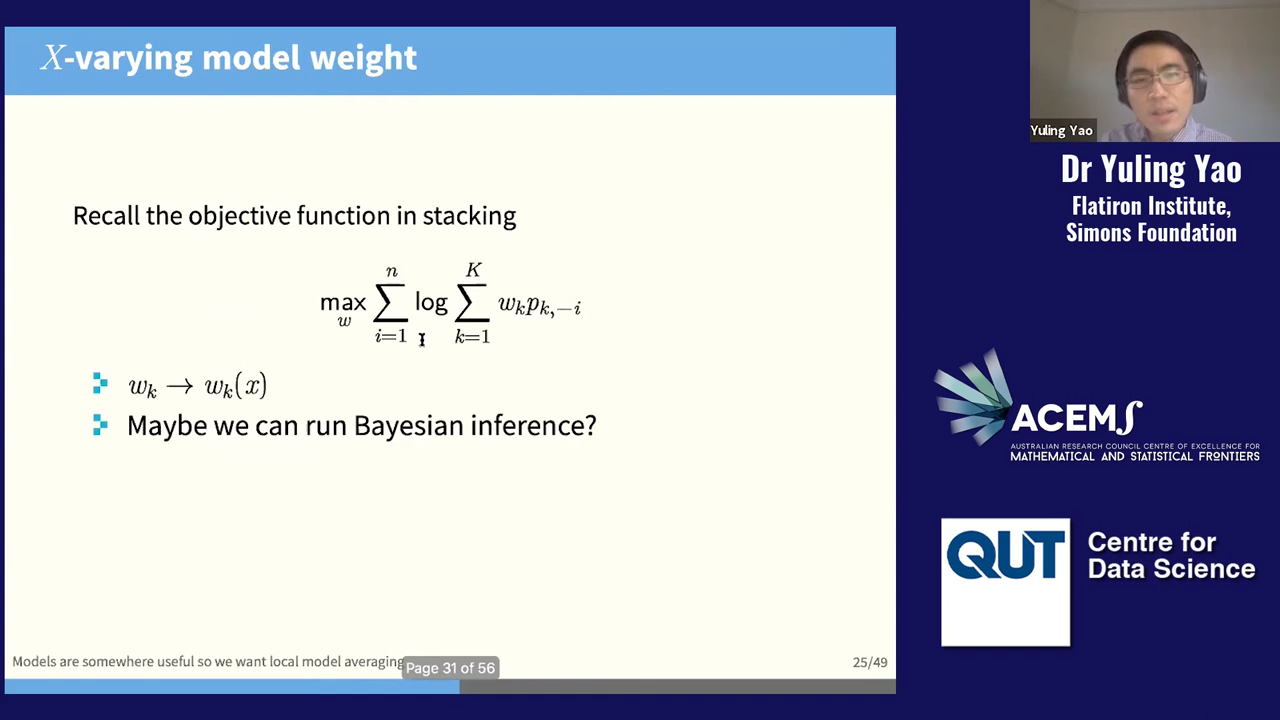 X-varying model weight
Recall the objective function in stacking
max_w ∑_{i=1}^{n} log ∑_{k=1}^{K} w_k p_{k,−i}
w_k → w_k(x)
Maybe we can run Bayesian inference?
Models are somewhere useful so we want local model averaging
Page 31 of 56
25/49
Yuling Yao
Dr Yuling Yao
Flatiron Institute,
Simons Foundation
ACEMS
AUSTRALIAN RESEARCH COUNCIL CENTRE OF EXCELLENCE FOR
MATHEMATICAL AND STATISTICAL FRONTIERS
QUT
Centre for
Data Science